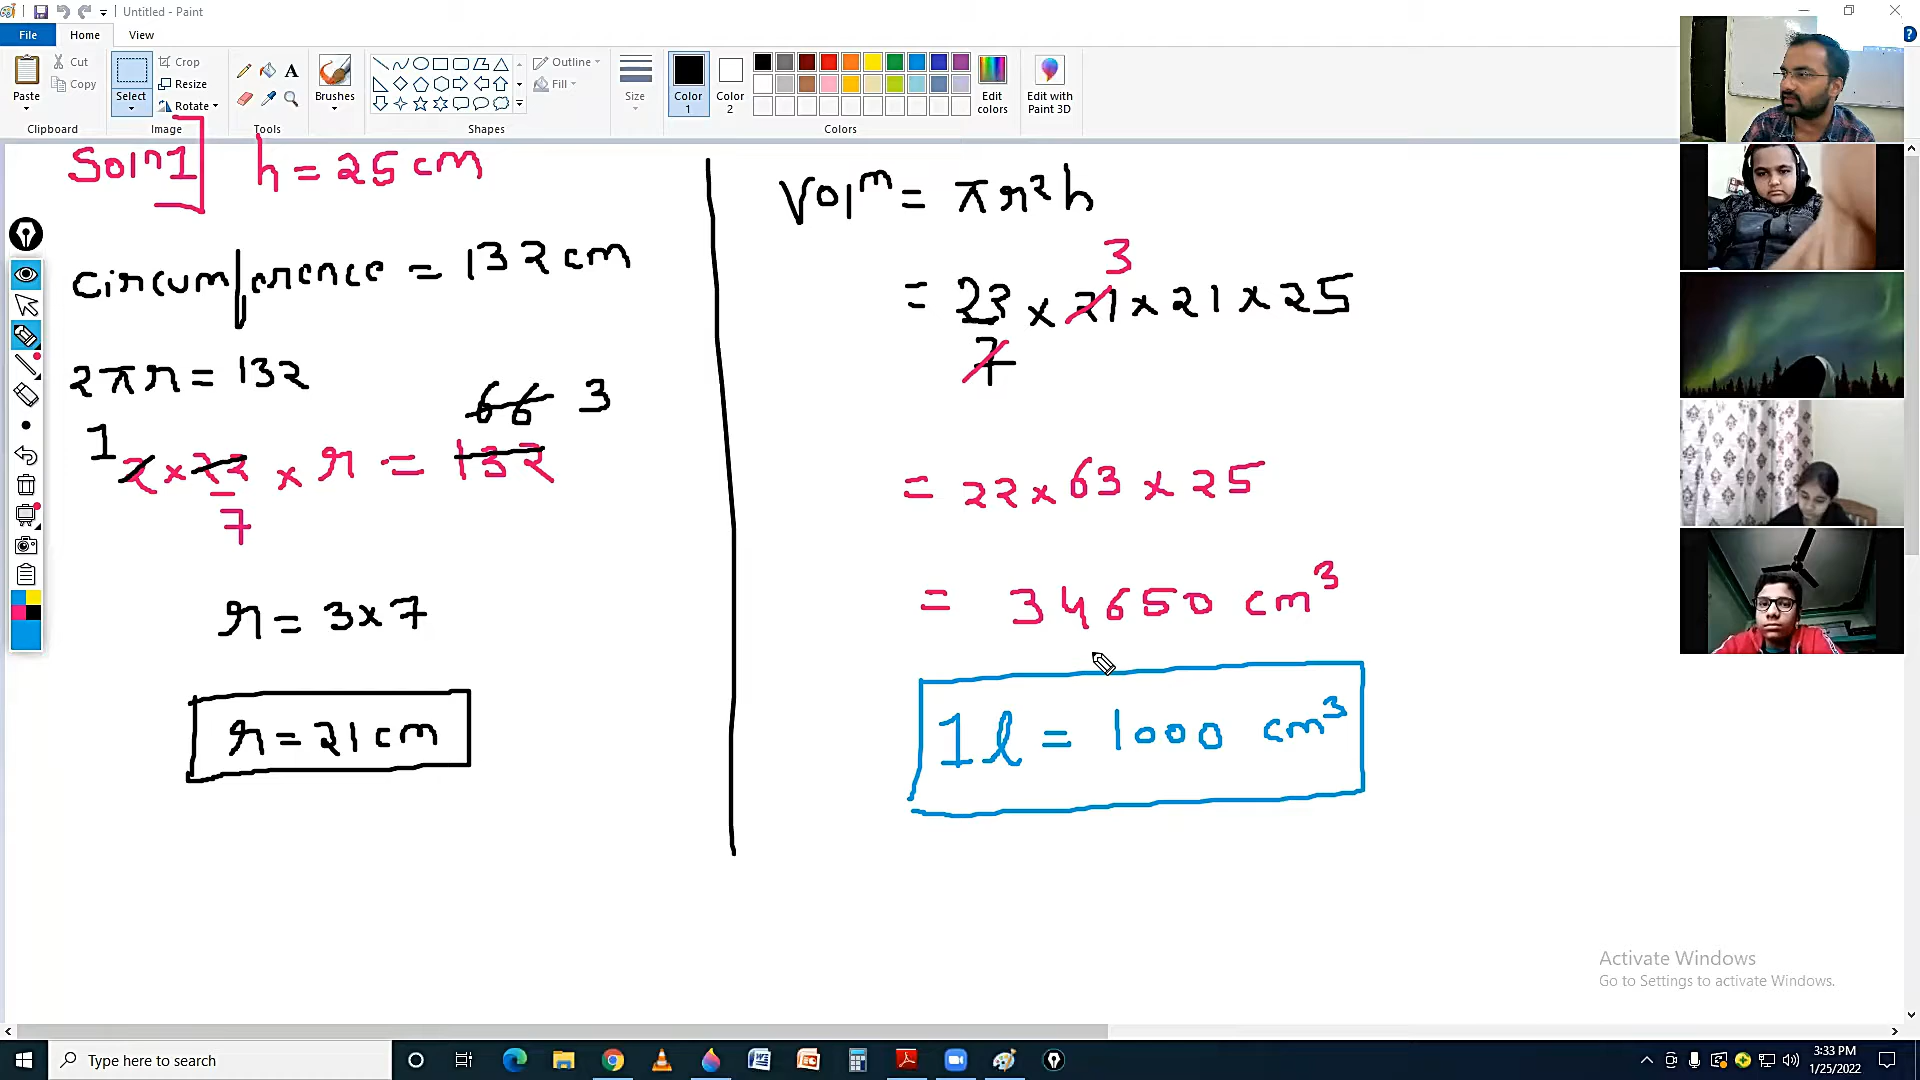 Untitled - Paint
File Home View
Paste
Cut
Copy
Clipboard
Select
Crop
Resize
Rotate
Image
Tools
Brushes
Shapes
Outline
Fill
Size
Color 1
Color 2
Edit colors
Edit with Paint 3D
Colors
Soln1] h = 25 cm
circumference = 132 cm
2πr = 132
66 3
1
2 × 22 × r = 132
7
r = 3×7
r = 21 cm
Volm = πr²h
3
= 23 × 21 × 21 × 25
7
= 22 × 63 × 25
= 34650 cm³
1 l = 1000 cm³
Activate Windows
Go to Settings to activate Windows.
Type here to search
3:33 PM
1/25/2022